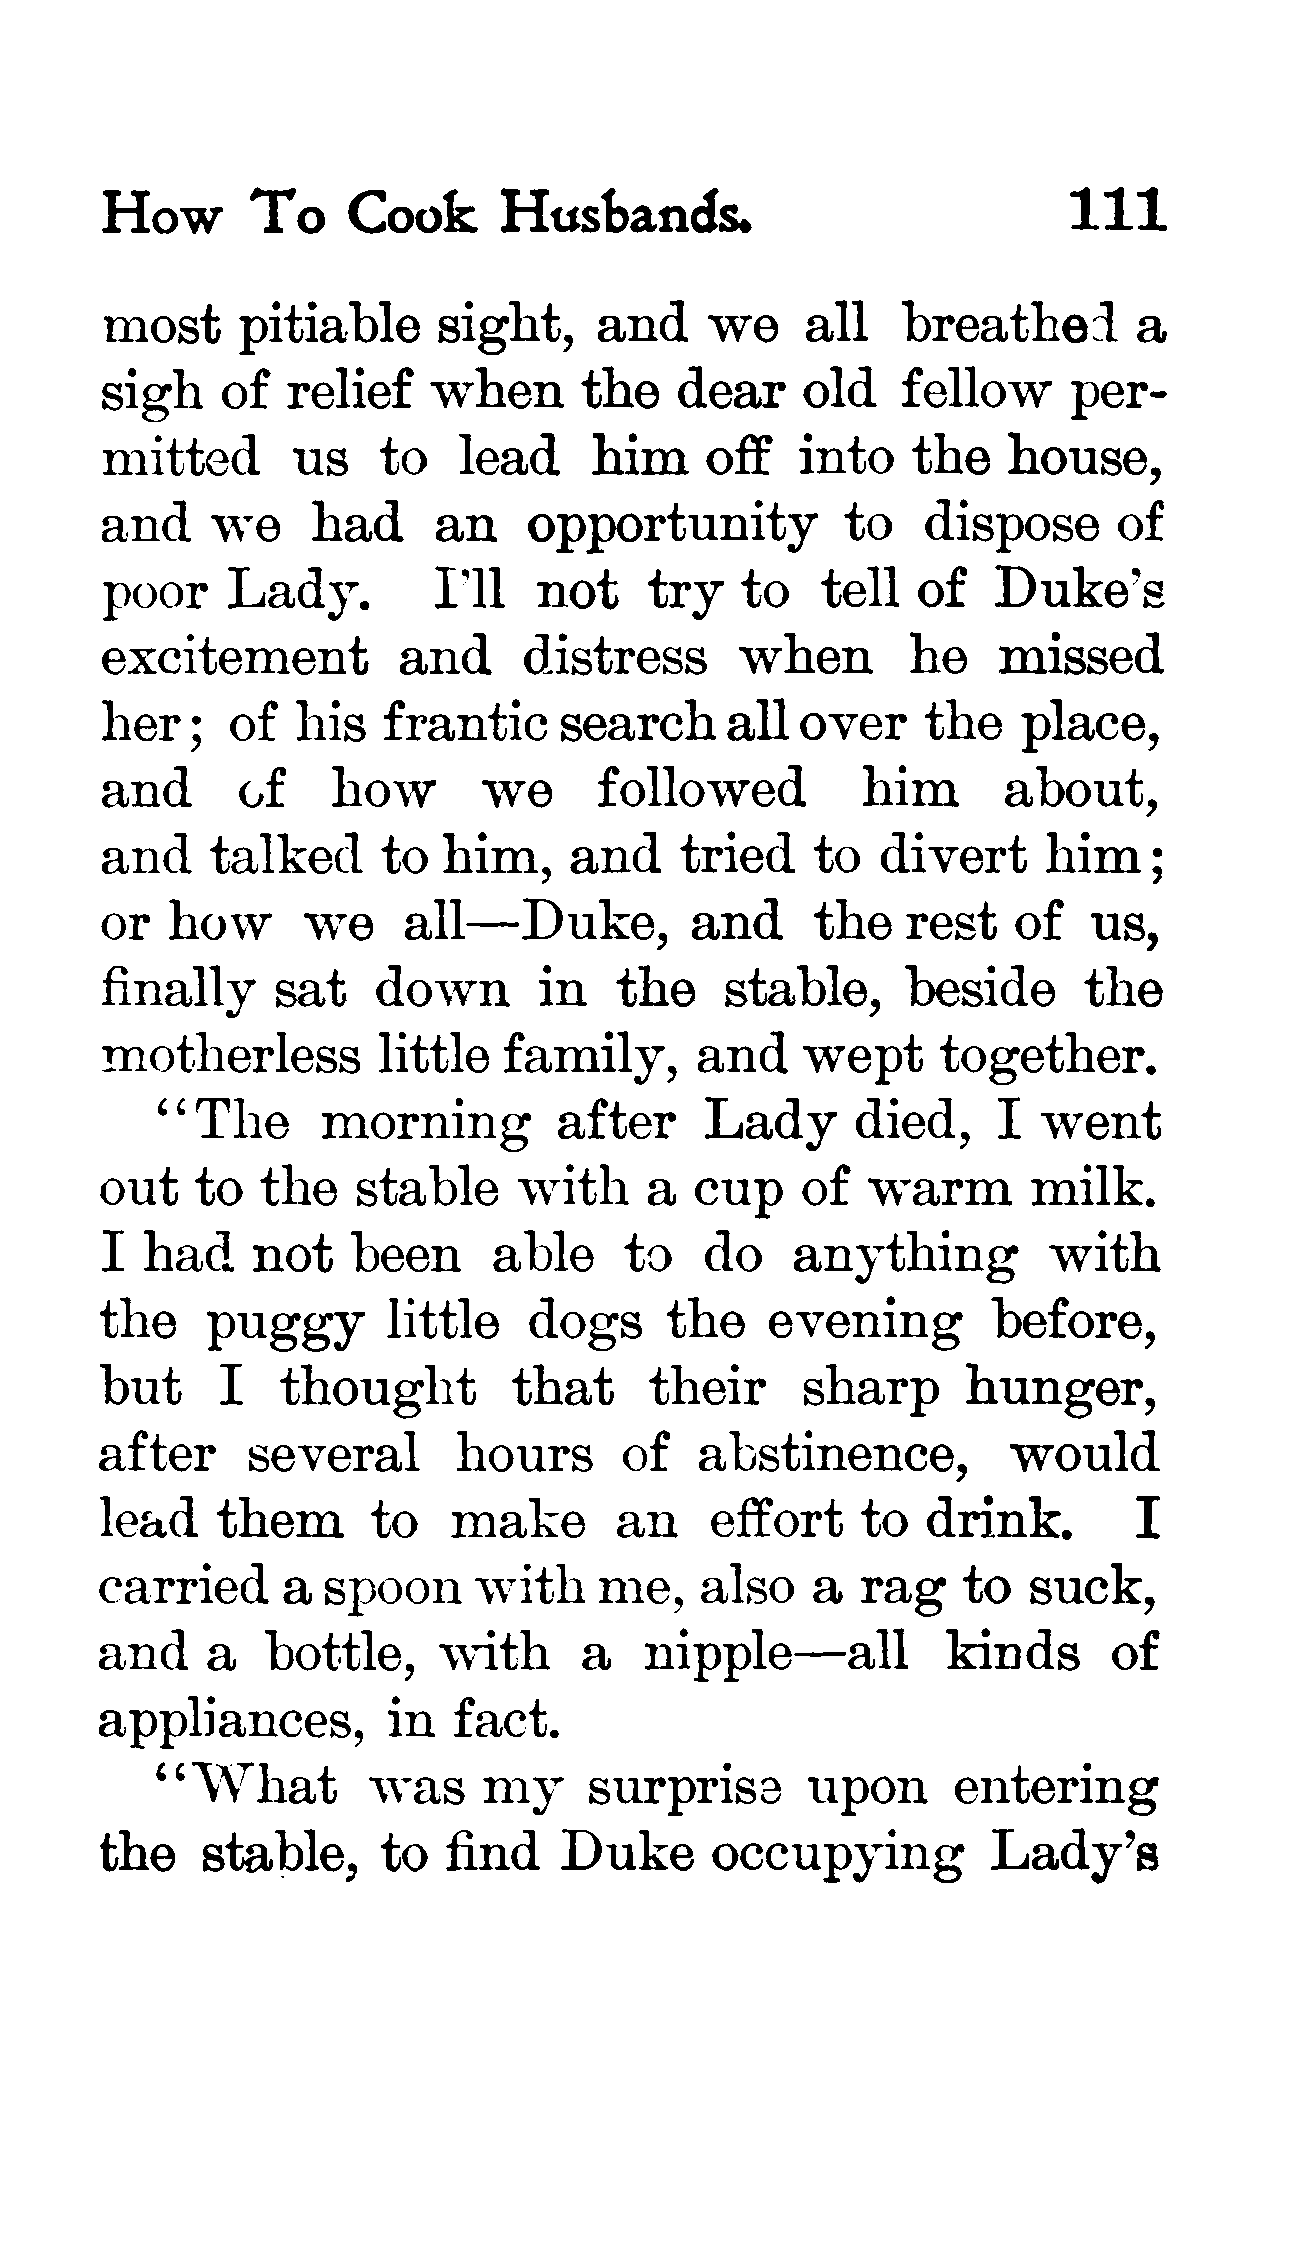 How To Cook Husbands. 111
most pitiable sight, and we all breathed a
sigh of relief when the dear old fellow per-
mitted us to lead him off into the house,
and we had an opportunity to dispose of
poor Lady. I'll not try to tell of Duke's
excitement and distress when he missed
her; of his frantic search all over the place,
and of how we followed him about,
and talked to him, and tried to divert him;
or how we all—Duke, and the rest of us,
finally sat down in the stable, beside the
motherless little family, and wept together.
"The morning after Lady died, I went
out to the stable with a cup of warm milk.
I had not been able to do anything with
the puggy little dogs the evening before,
but I thought that their sharp hunger,
after several hours of abstinence, would
lead them to make an effort to drink. I
carried a spoon with me, also a rag to suck,
and a bottle, with a nipple—all kinds of
appliances, in fact.
"What was my surprise upon entering
the stable, to find Duke occupying Lady's